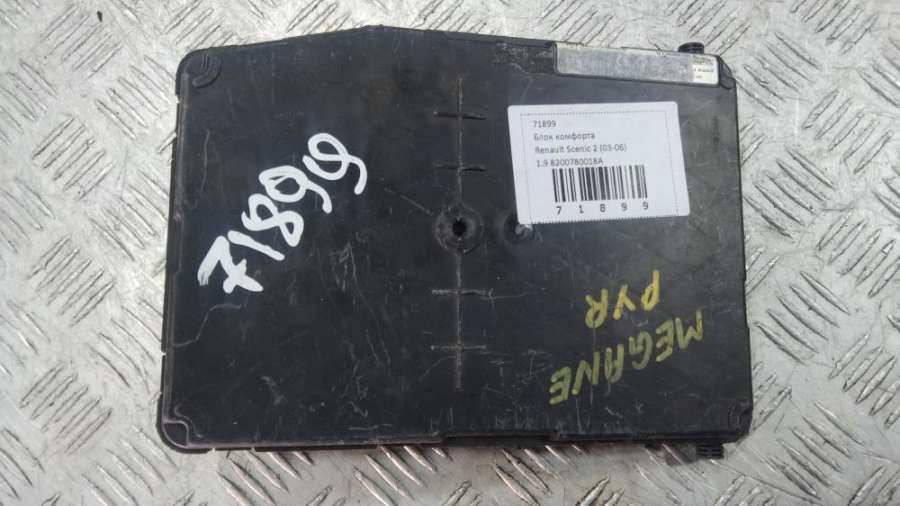 71899
71899
Блок комфорта
Renault Scenic 2 (03-06)
1.9 8200780018A
7 1 8 9 9
MEGANE
PYR